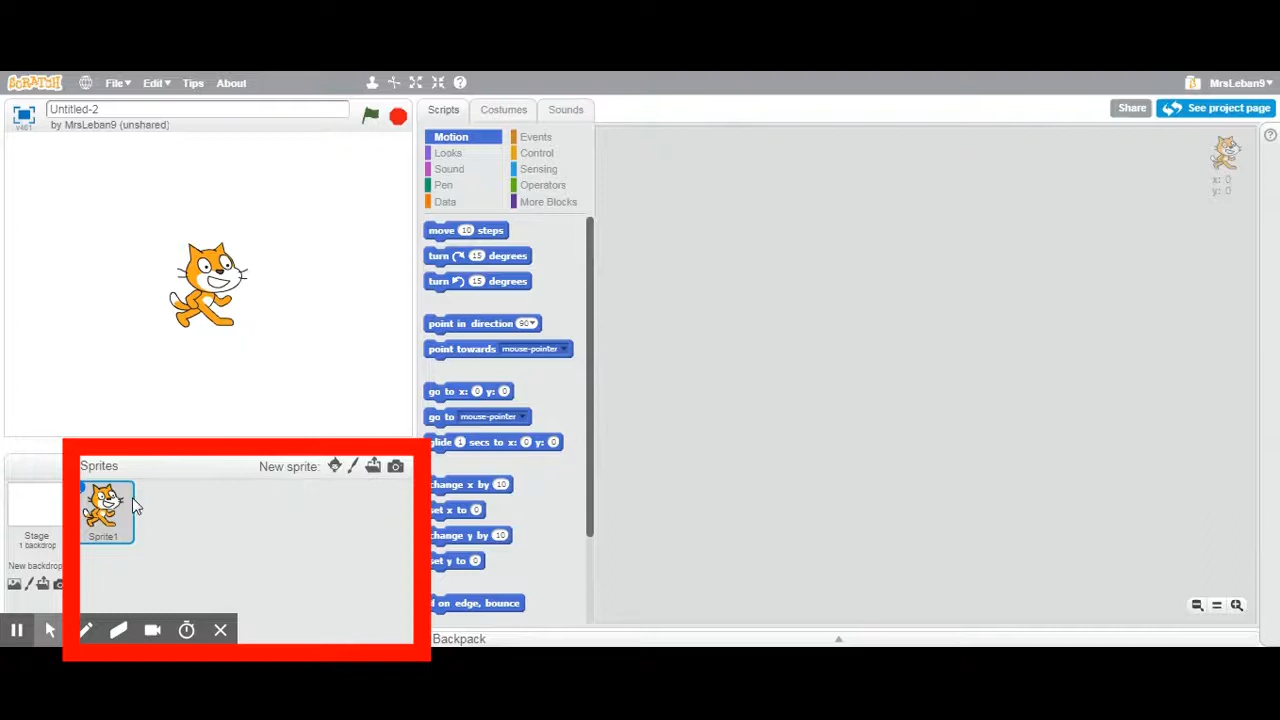 SCRATCH File Edit Tips About MrsLeban9
Untitled-2
v461 by MrsLeban9 (unshared)
Scripts Costumes Sounds Share See project page
Motion Events
Looks Control
Sound Sensing
Pen Operators
Data More Blocks
x: 0
y: 0
move 10 steps
turn 15 degrees
turn 15 degrees
point in direction 90
point towards mouse-pointer
go to x: 0 y: 0
go to mouse-pointer
glide 1 secs to x: 0 y: 0
change x by 10
set x to 0
change y by 10
set y to 0
on edge, bounce
Sprites New sprite:
Sprite1
Stage
1 backdrop
New backdrop
Backpack